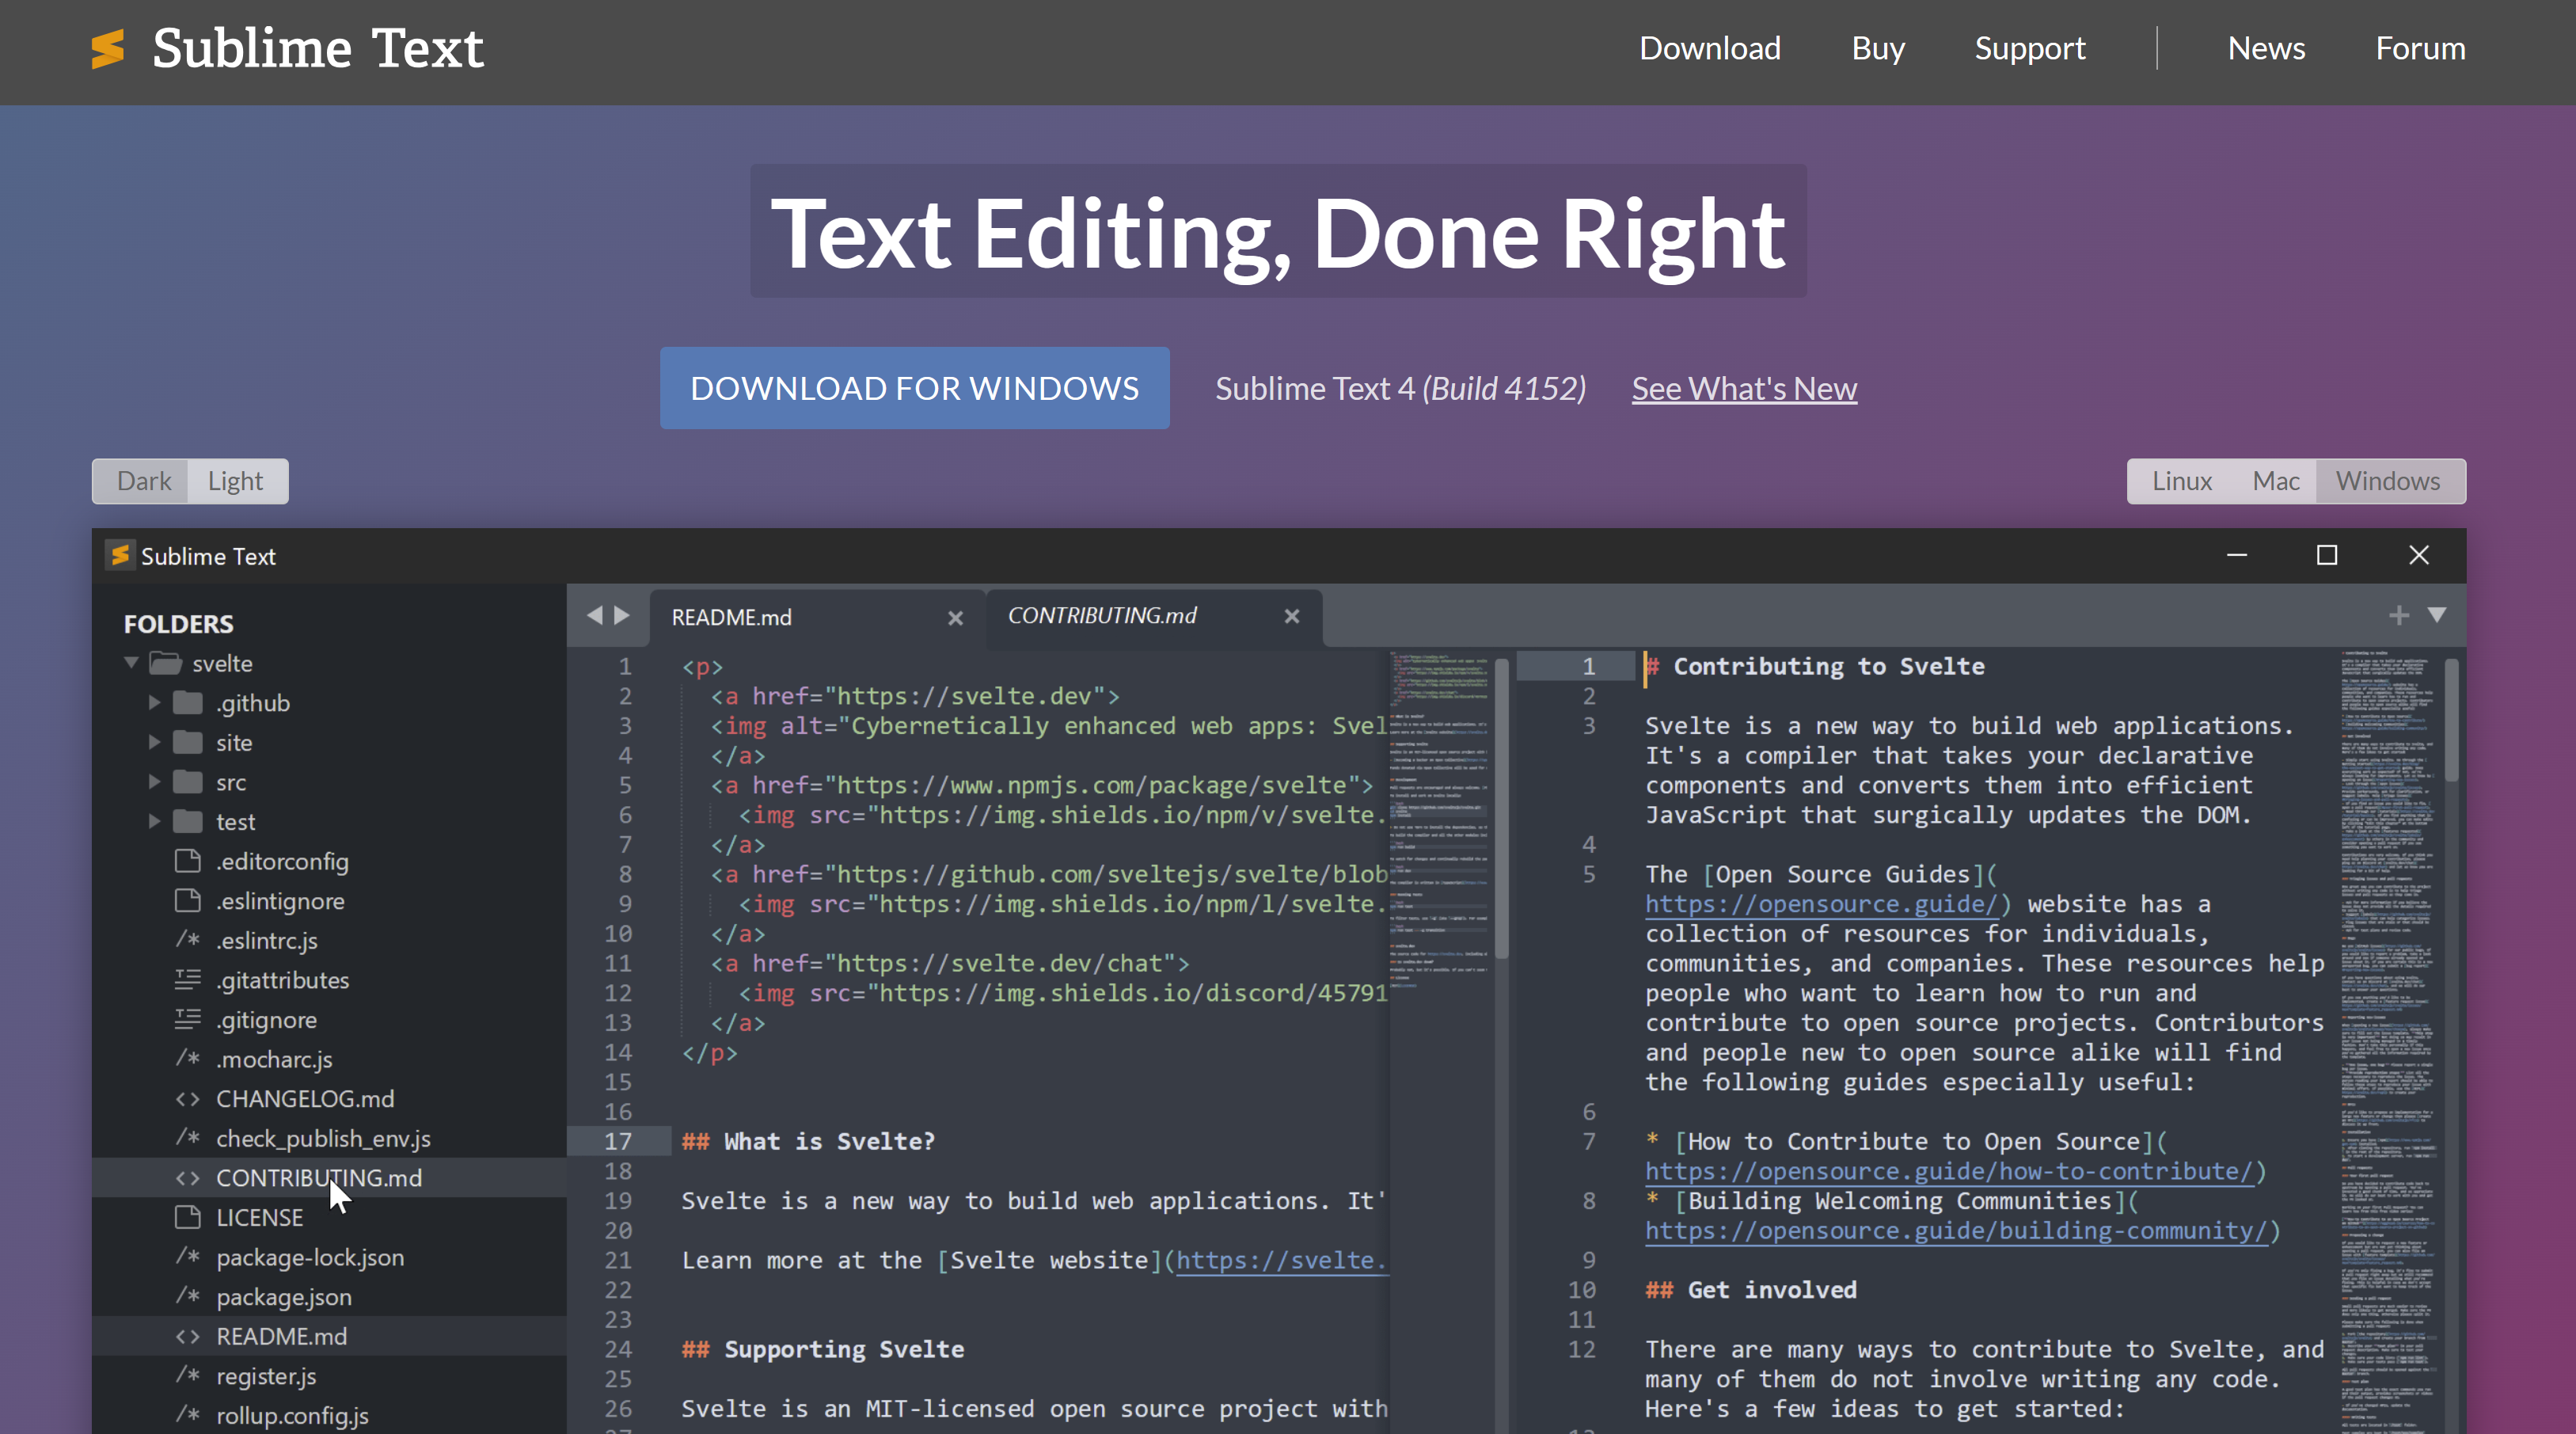 Sublime Text
Download Buy Support News Forum
Text Editing, Done Right
DOWNLOAD FOR WINDOWS Sublime Text 4 (Build 4152) See What's New
Dark Light
Linux Mac Windows
Sublime Text
FOLDERS
svelte
.github
site
src
test
.editorconfig
.eslintignore
.eslintrc.js
.gitattributes
.gitignore
.mocharc.js
CHANGELOG.md
check_publish_env.js
CONTRIBUTING.md
LICENSE
package-lock.json
package.json
README.md
register.js
rollup.config.js
README.md
CONTRIBUTING.md
1 <p>
2 <a href="https://svelte.dev">
3 <img alt="Cybernetically enhanced web apps: Svel
4 </a>
5 <a href="https://www.npmjs.com/package/svelte">
6 <img src="https://img.shields.io/npm/v/svelte.
7 </a>
8 <a href="https://github.com/sveltejs/svelte/blob
9 <img src="https://img.shields.io/npm/l/svelte.
10 </a>
11 <a href="https://svelte.dev/chat">
12 <img src="https://img.shields.io/discord/45791
13 </a>
14 </p>
15
16
17 ## What is Svelte?
18
19 Svelte is a new way to build web applications. It'
20
21 Learn more at the [Svelte website](https://svelte.
22
23
24 ## Supporting Svelte
25
26 Svelte is an MIT-licensed open source project with
1 # Contributing to Svelte
2
3 Svelte is a new way to build web applications.
It's a compiler that takes your declarative
components and converts them into efficient
JavaScript that surgically updates the DOM.
4
5 The [Open Source Guides](
https://opensource.guide/) website has a
collection of resources for individuals,
communities, and companies. These resources help
people who want to learn how to run and
contribute to open source projects. Contributors
and people new to open source alike will find
the following guides especially useful:
6
7 * [How to Contribute to Open Source](
https://opensource.guide/how-to-contribute/)
8 * [Building Welcoming Communities](
https://opensource.guide/building-community/)
9
10 ## Get involved
11
12 There are many ways to contribute to Svelte, and
many of them do not involve writing any code.
Here's a few ideas to get started: